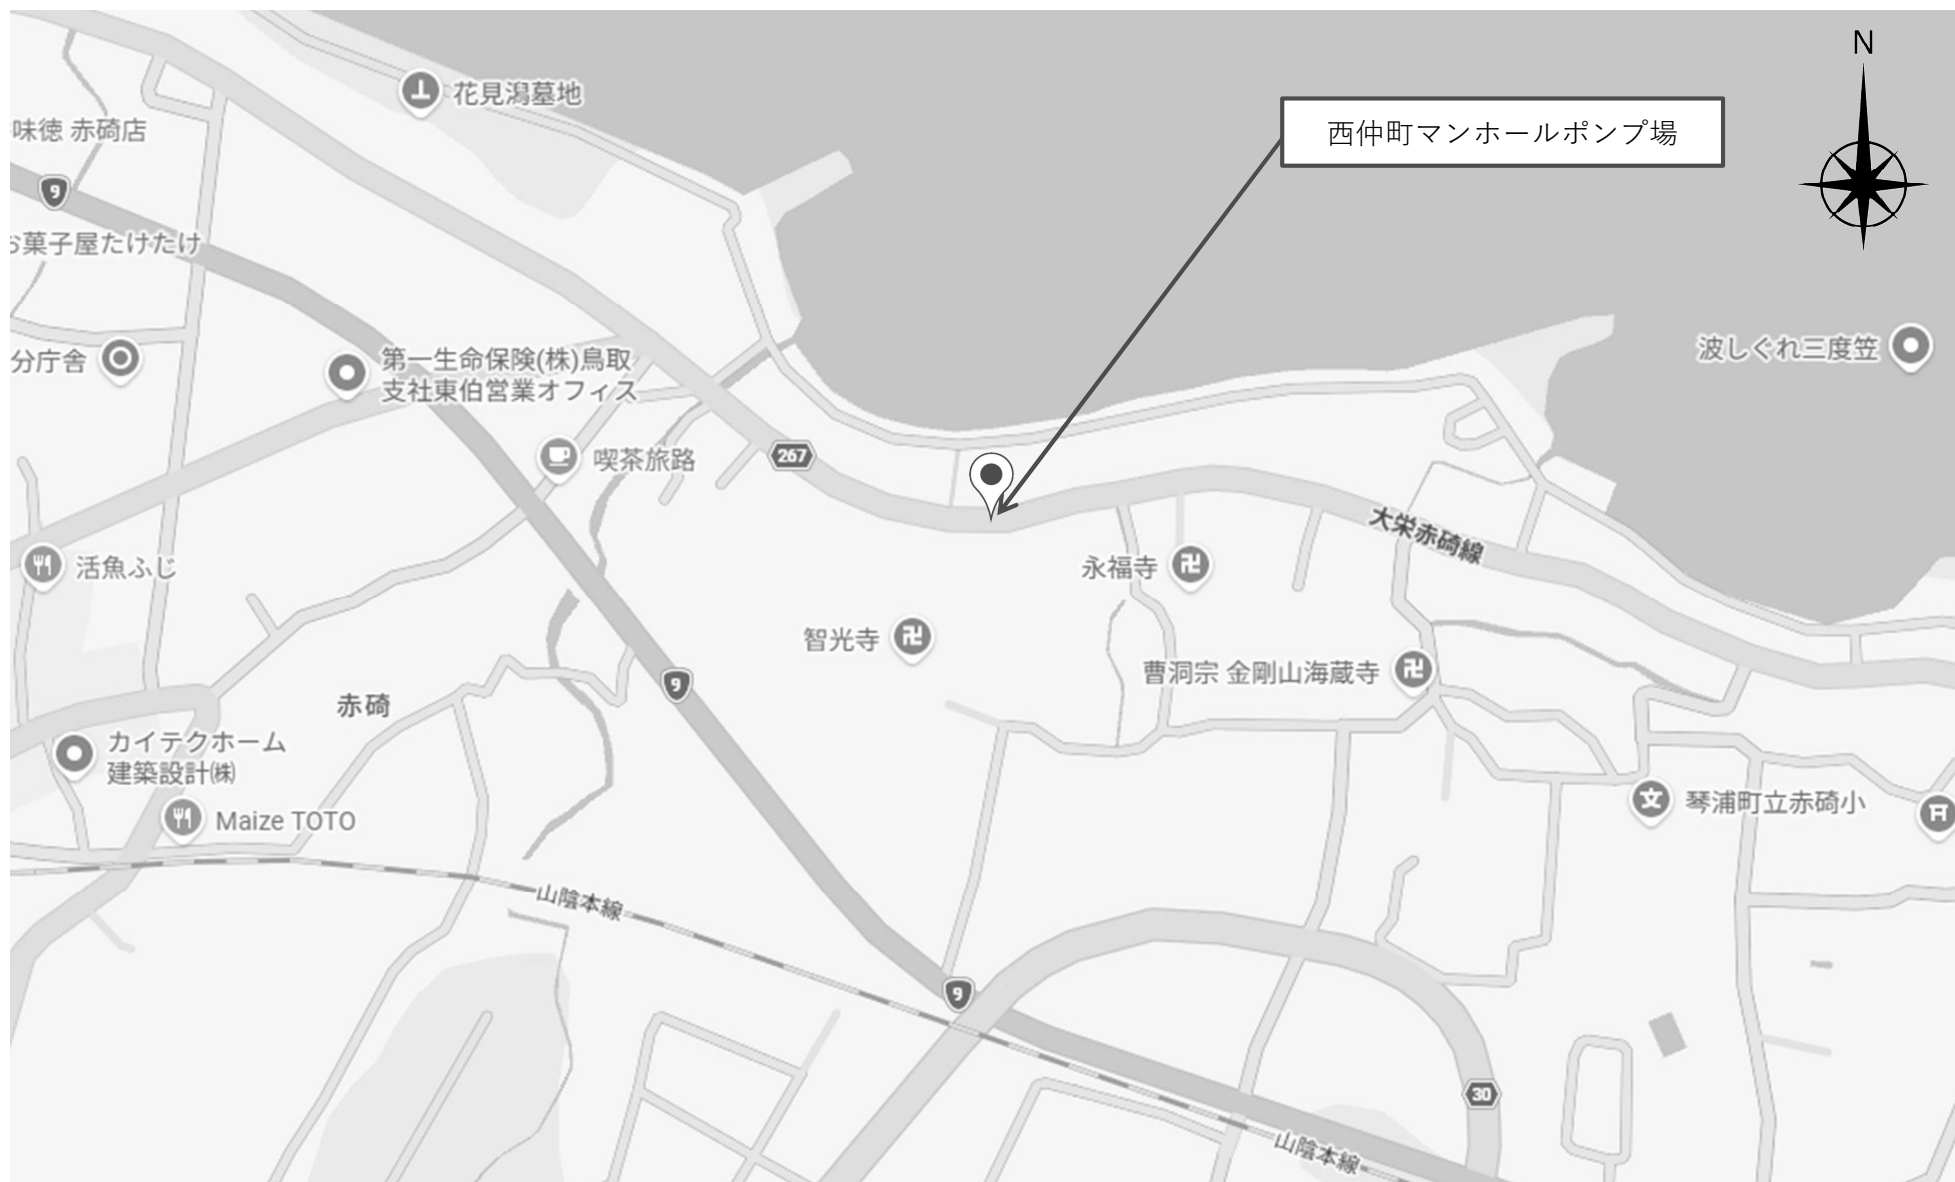 N
花見潟墓地
味徳 赤碕店
西仲町マンホールポンプ場
9
お菓子屋たけたけ
分庁舎
第一生命保険(株)鳥取
支社東伯営業オフィス
波しぐれ三度笠
喫茶旅路
267
大栄赤碕線
活魚ふじ
永福寺
智光寺
曹洞宗 金剛山海蔵寺
9
赤碕
カイテクホーム
建築設計㈱
Maize TOTO
琴浦町立赤碕小
文
山陰本線
9
30
山陰本線